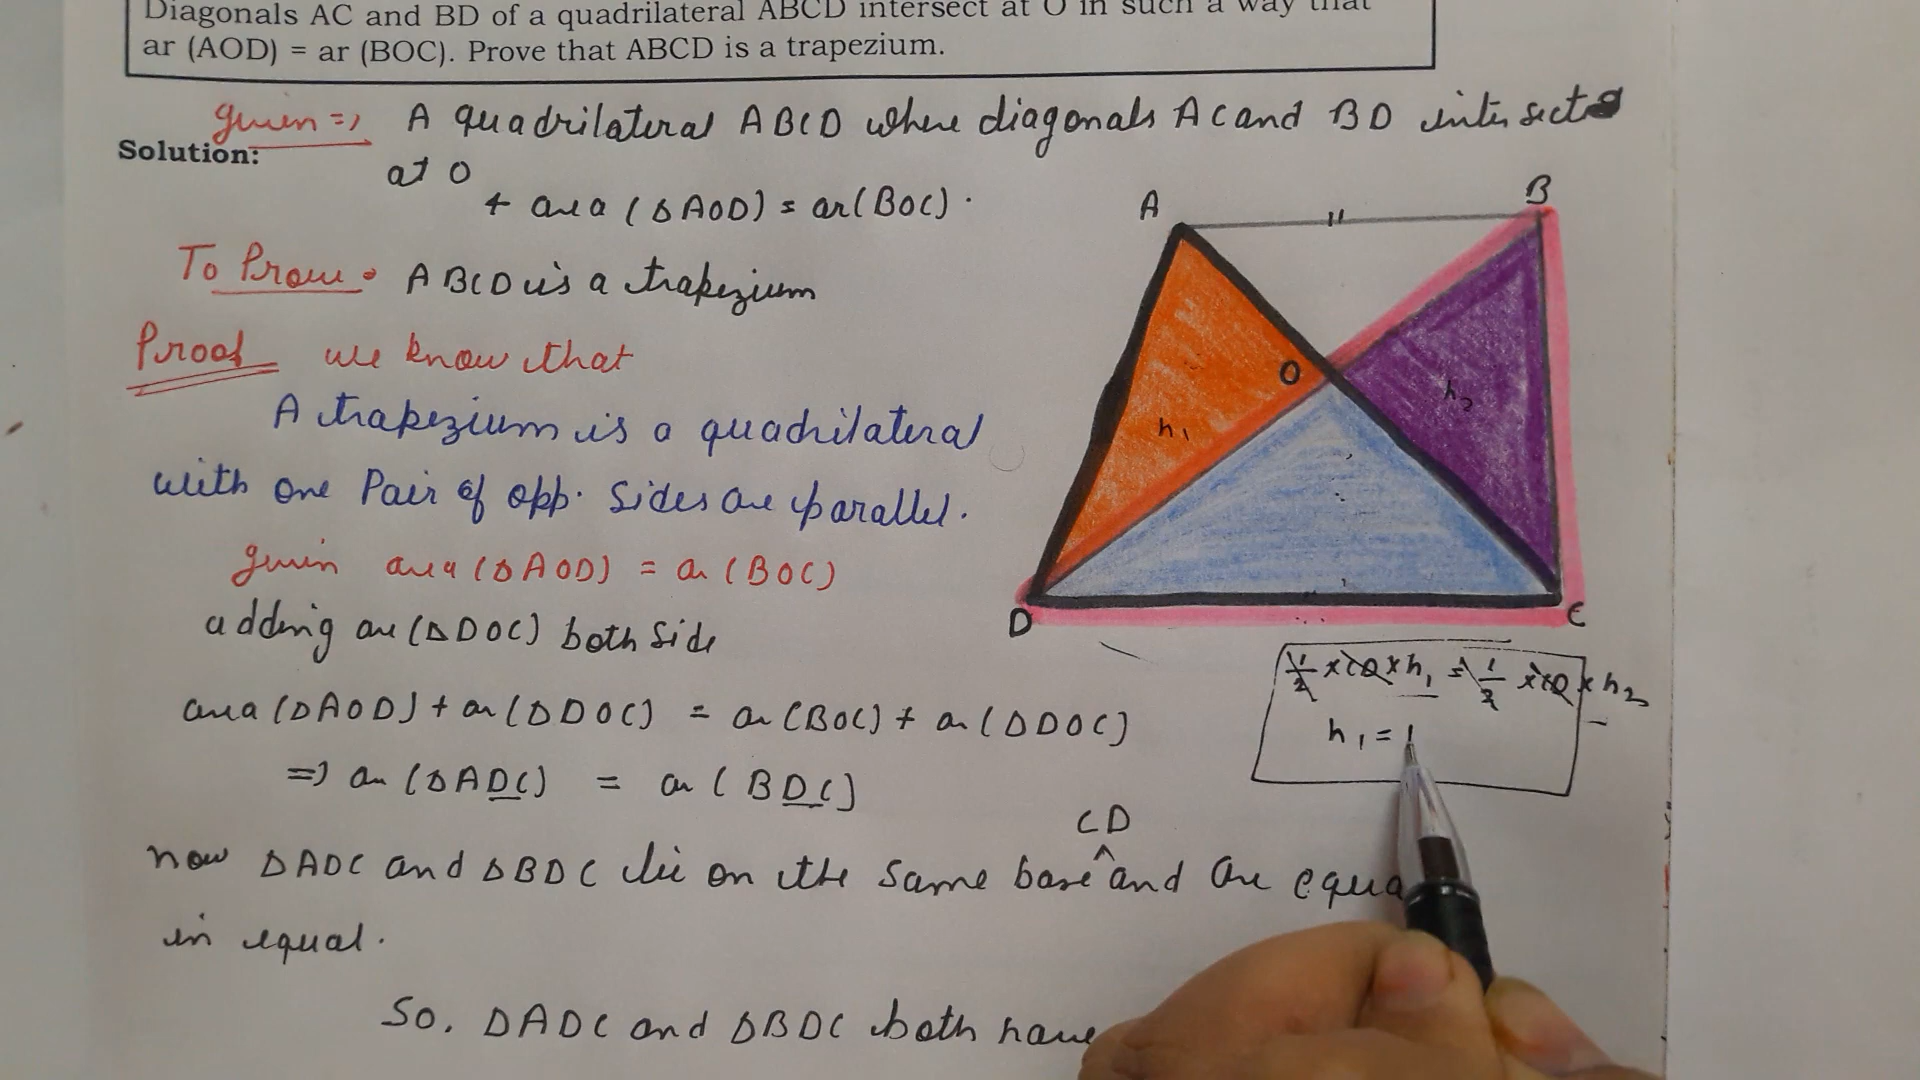 Diagonals AC and BD of a quadrilateral ABCD intersect at O in such a way that
ar (AOD) = ar (BOC). Prove that ABCD is a trapezium.
given => A quadrilateral ABCD where diagonals AC and BD intersects
Solution:
at O
+ area (ΔAOD) = ar(BOC).
To Prove. ABCD is a trapezium
Proof we know that
A trapezium is a quadrilateral
with one Pair of opp. sides are parallel.
given area (ΔAOD) = ar (BOC)
adding ar (ΔDOC) both side
area (ΔAOD) + ar (ΔDOC) = ar (BOC) + ar (ΔDOC)
=> ar (ΔADC) = ar (BDC)
CD
now ΔADC and ΔBDC lie on the same base ^ and are equa
in equal.
So, ΔADC and ΔBDC both have
A
B
O
h1
h2
D
C
1/2 × CD × h1 = 1/2 × CD × h2
h1 =